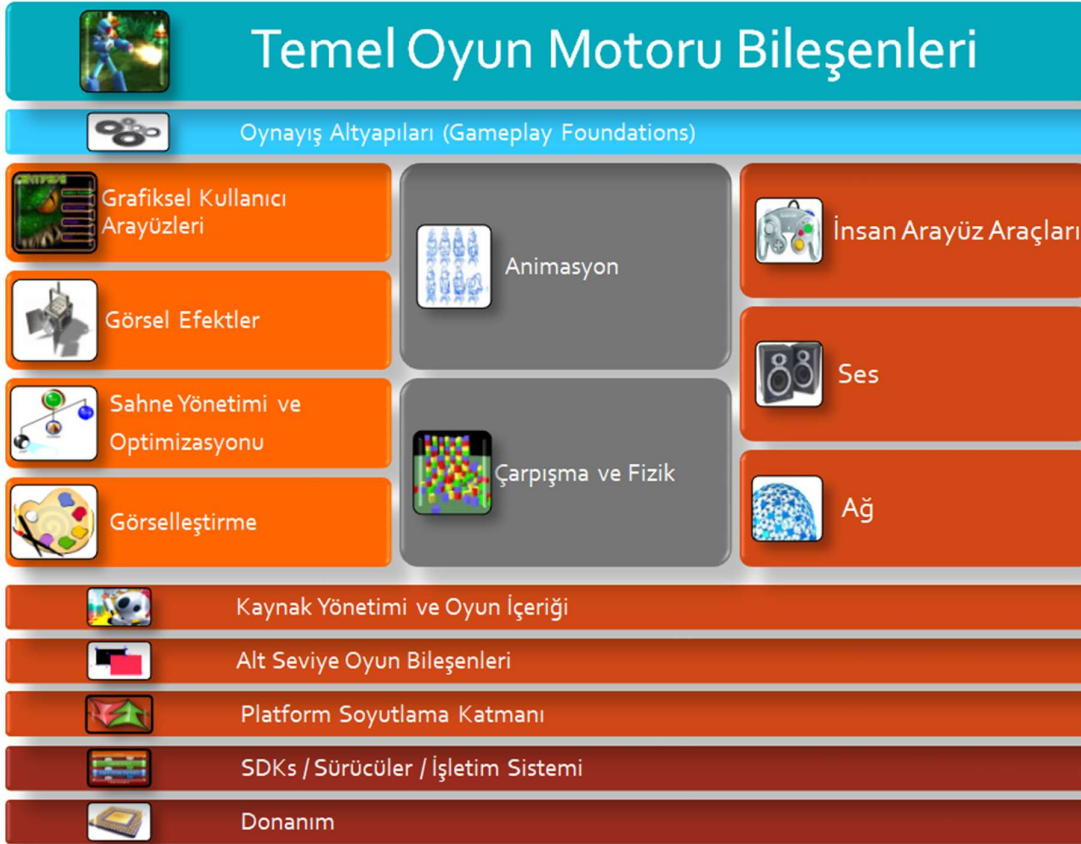 Temel Oyun Motoru Bileşenleri
Oynayış Altyapıları (Gameplay Foundations)
Grafiksel Kullanıcı
Arayüzleri
Görsel Efektler
Sahne Yönetimi ve
Optimizasyonu
Görselleştirme
Animasyon
Çarpışma ve Fizik
İnsan Arayüz Araçları
Ses
Ağ
Kaynak Yönetimi ve Oyun İçeriği
Alt Seviye Oyun Bileşenleri
Platform Soyutlama Katmanı
SDKs / Sürücüler / İşletim Sistemi
Donanım